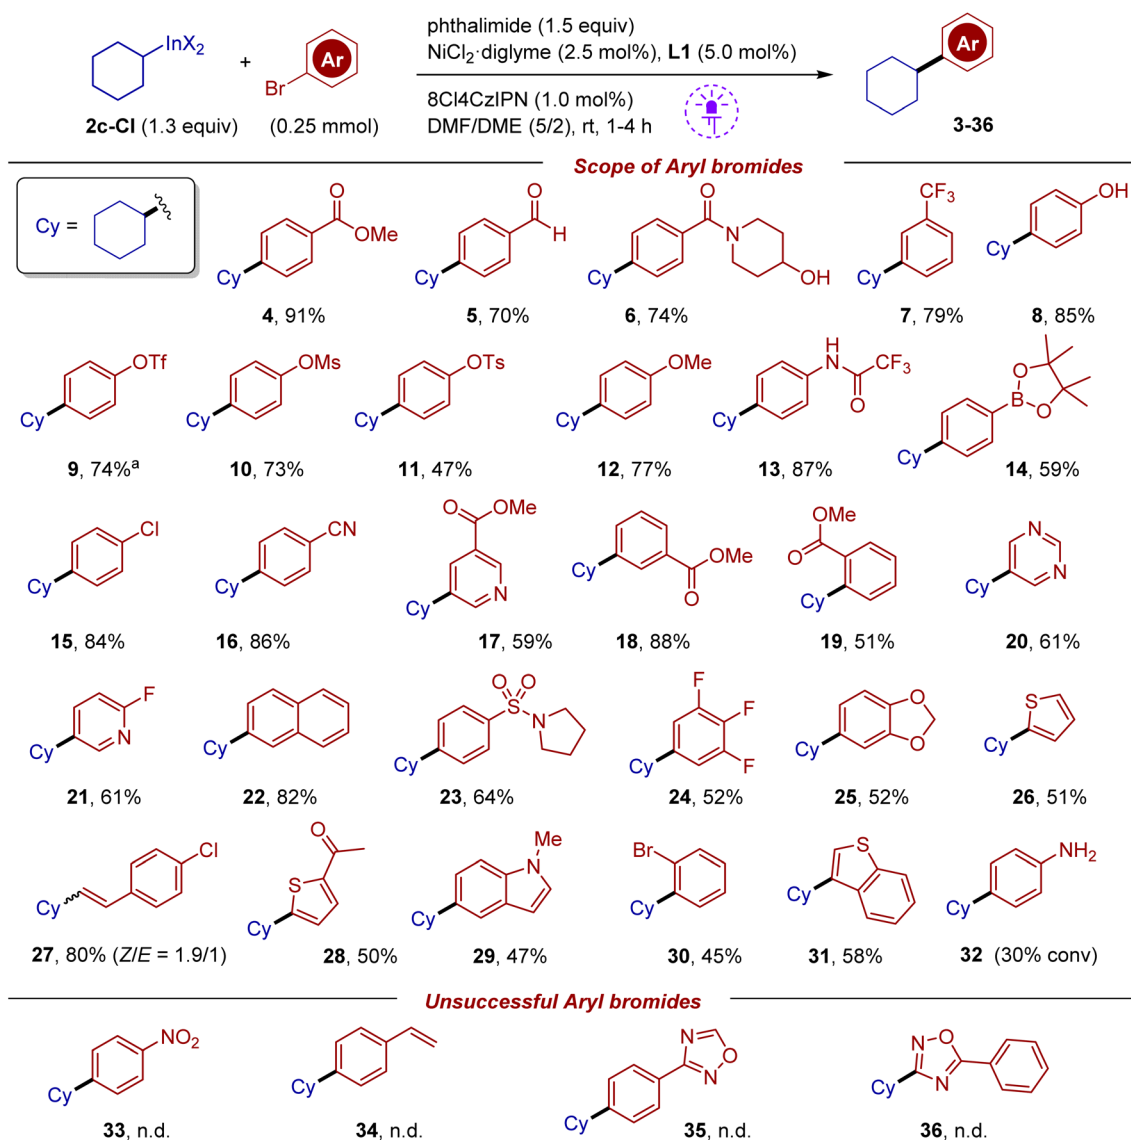 InX2
+
Br
Ar
phthalimide (1.5 equiv)
NiCl2·diglyme (2.5 mol%), L1 (5.0 mol%)
8Cl4CzIPN (1.0 mol%)
DMF/DME (5/2), rt, 1-4 h
Ar
2c-Cl (1.3 equiv)
(0.25 mmol)
3-36
Scope of Aryl bromides
Cy =
O OMe Cy
O H Cy
O N OH Cy
CF3 Cy
OH Cy
4, 91%
5, 70%
6, 74%
7, 79%
8, 85%
OTf Cy
OMs Cy
OTs Cy
OMe Cy
H N CF3 O Cy
O B O Cy
9, 74%a
10, 73%
11, 47%
12, 77%
13, 87%
14, 59%
Cl Cy
CN Cy
O OMe N Cy
OMe O Cy
OMe O Cy
N N Cy
15, 84%
16, 86%
17, 59%
18, 88%
19, 51%
20, 61%
F N Cy
Cy
O O S N Cy
F F F Cy
O O Cy
S Cy
21, 61%
22, 82%
23, 64%
24, 52%
25, 52%
26, 51%
Cl Cy
O S Cy
N Me Cy
Br Cy
S Cy
NH2 Cy
27, 80% (Z/E = 1.9/1)
28, 50%
29, 47%
30, 45%
31, 58%
32 (30% conv)
Unsuccessful Aryl bromides
NO2 Cy
Cy
N O N Cy
N O N Cy
33, n.d.
34, n.d.
35, n.d.
36, n.d.